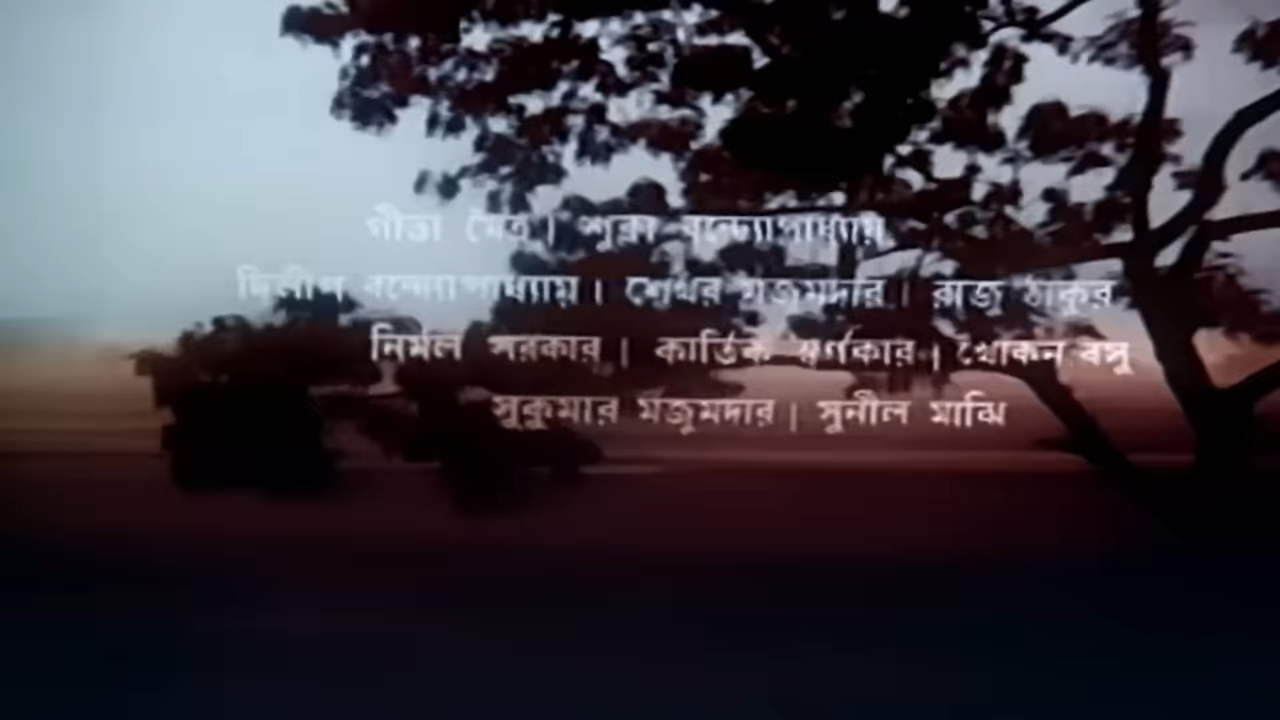 গীতা মৈত্র। শুক্লা বন্দ্যোপাধ্যায়
দিলীপ বন্দ্যোপাধ্যায়। শেখর মজুমদার। রাজ ঠাকুর
নির্মল সরকার। কার্তিক স্বর্ণকার। খোকন বসু
সুকুমার মজুমদার। সুনীল মাঝি